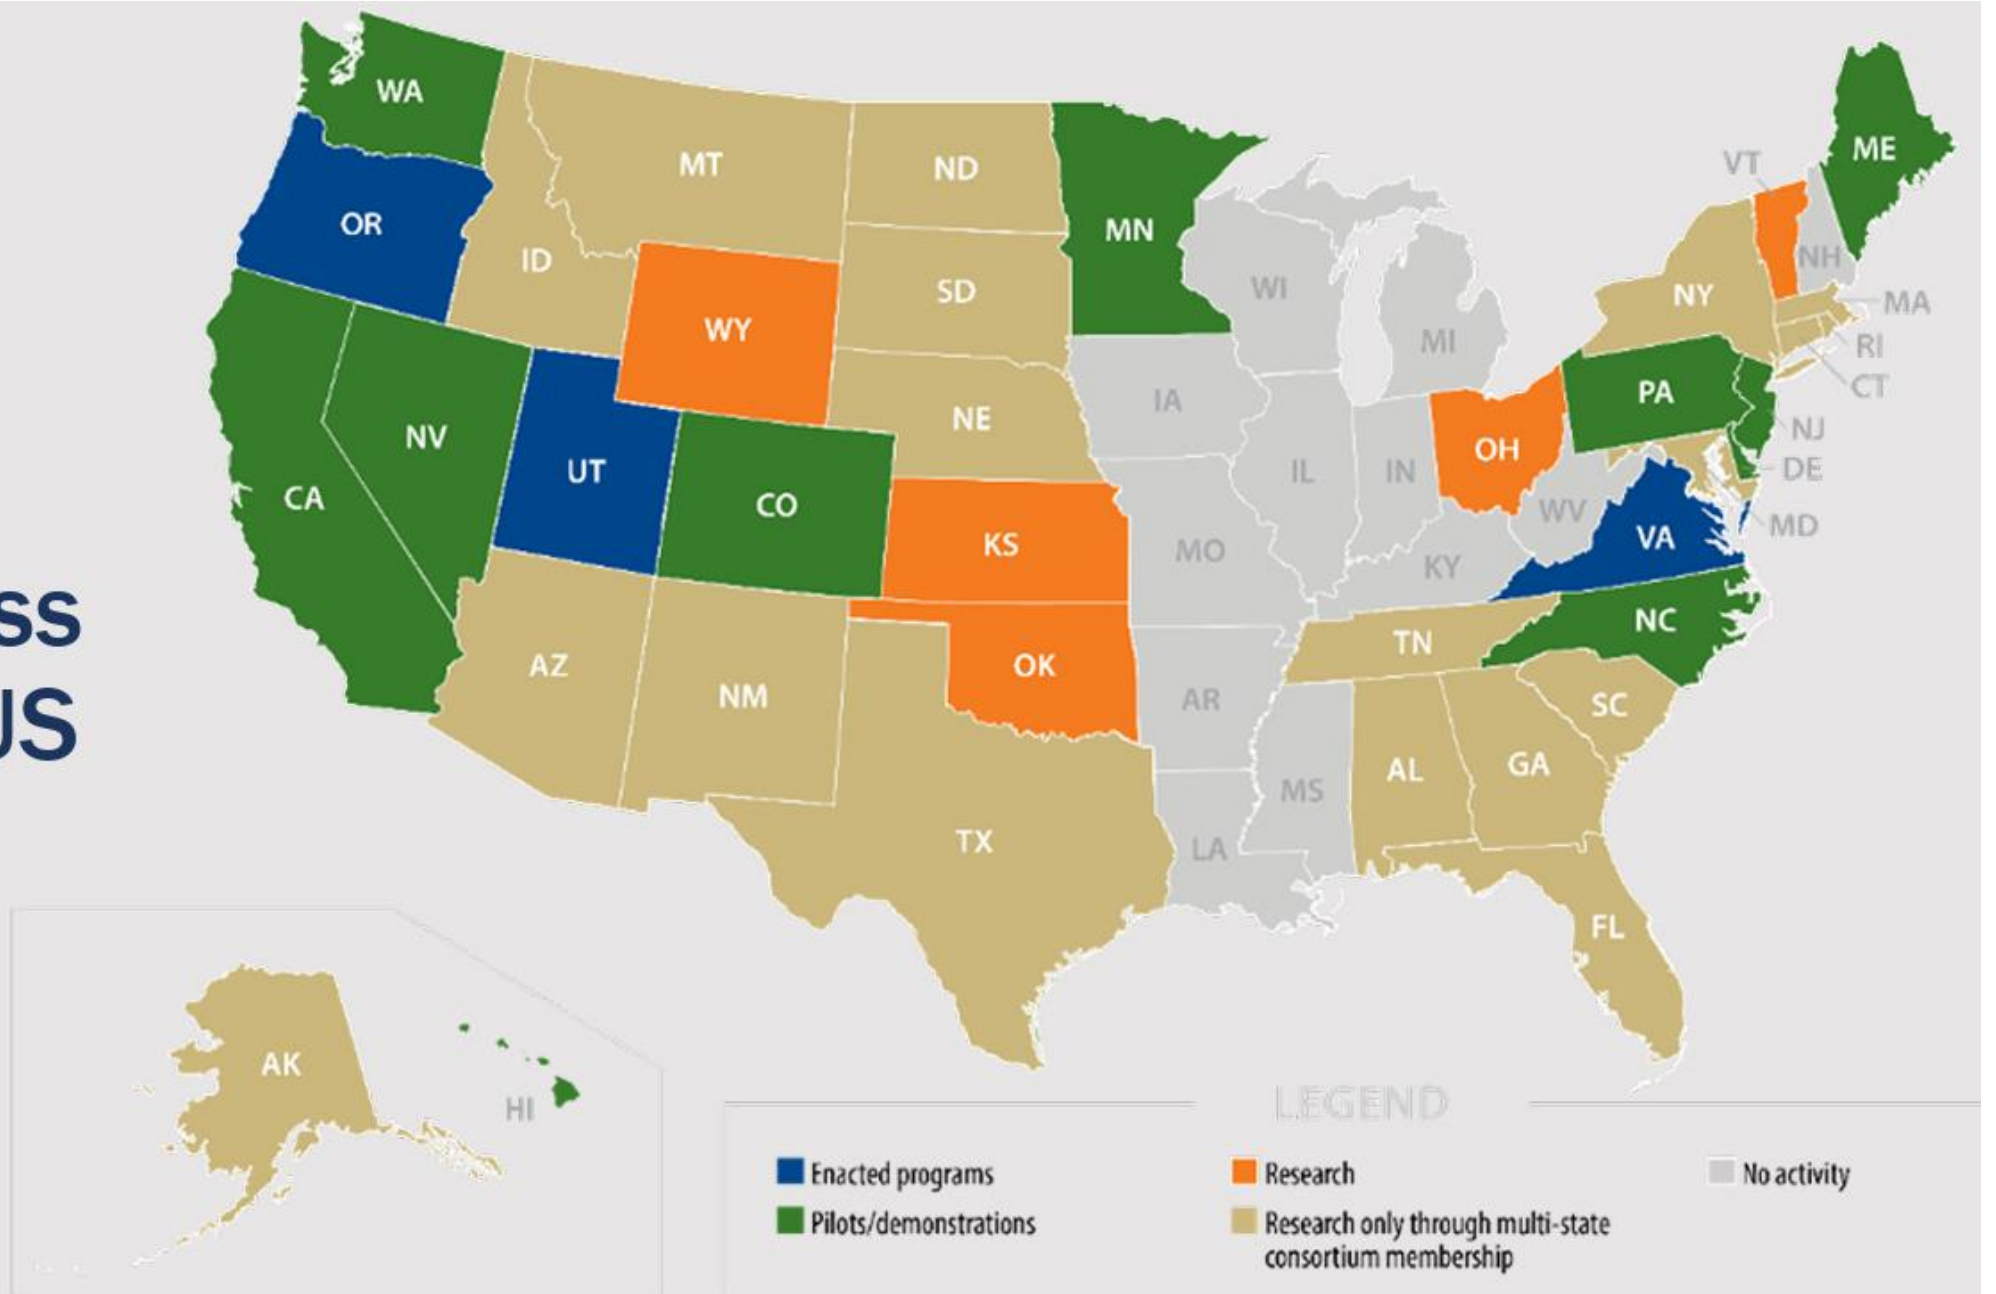 ss
US
WA
OR
CA
NV
ID
MT
WY
UT
CO
AZ
NM
ND
SD
NE
KS
OK
TX
MN
IA
MO
AR
LA
WI
IL
MI
IN
OH
KY
TN
MS
AL
GA
FL
SC
NC
VA
WV
PA
NY
VT
NH
ME
MA
RI
CT
NJ
DE
MD
AK
HI
LEGEND
Enacted programs
Pilots/demonstrations
Research
Research only through multi-state
consortium membership
No activity